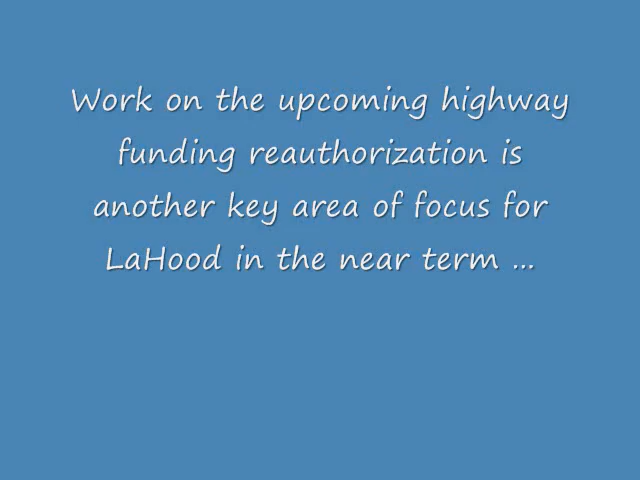 Work on the upcoming highway
funding reauthorization is
another key area of focus for
LaHood in the near term ...